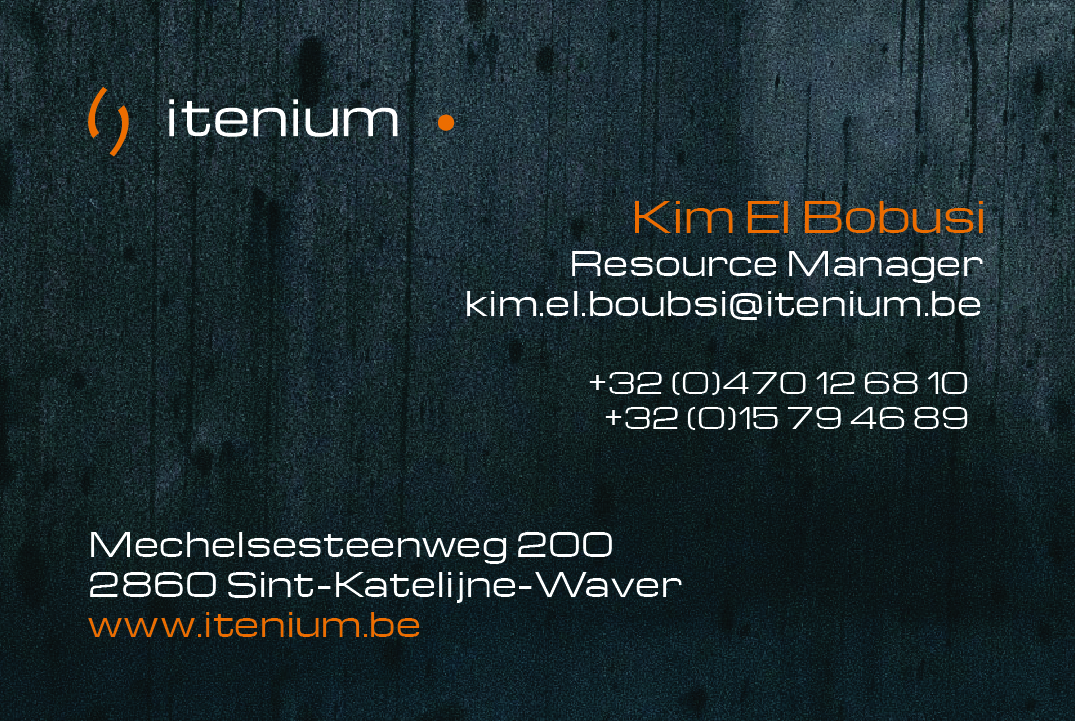 itenium
Kim El Bobusi
Resource Manager
kim.el.boubsi@itenium.be
+32 (0)470 12 68 10
+32 (0)15 79 46 89
Mechelsesteenweg 200
2860 Sint-Katelijne-Waver
www.itenium.be